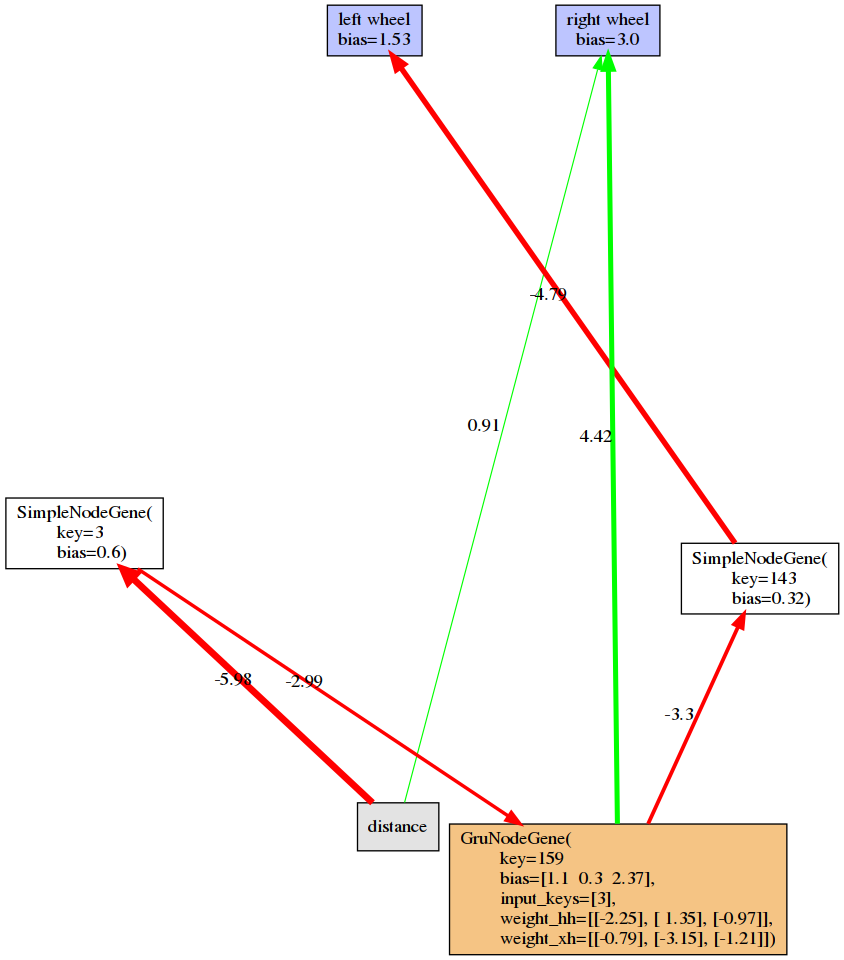 left wheel
bias=1.53
right wheel
bias=3.0
-4.79
0.91
4.42
SimpleNodeGene(
key=3
bias=0.6)
SimpleNodeGene(
key=143
bias=0.32)
-5.98
-2.99
-3.3
distance
GruNodeGene(
key=159
bias=[1.1 0.3 2.37],
input_keys=[3],
weight_hh=[[-2.25], [ 1.35], [-0.97]],
weight_xh=[[-0.79], [-3.15], [-1.21]])